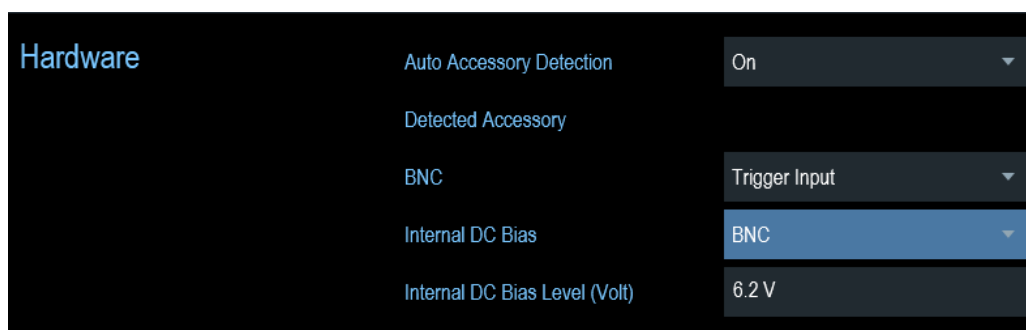 Hardware
Auto Accessory Detection On
Detected Accessory
BNC Trigger Input
Internal DC Bias BNC
Internal DC Bias Level (Volt) 6.2 V